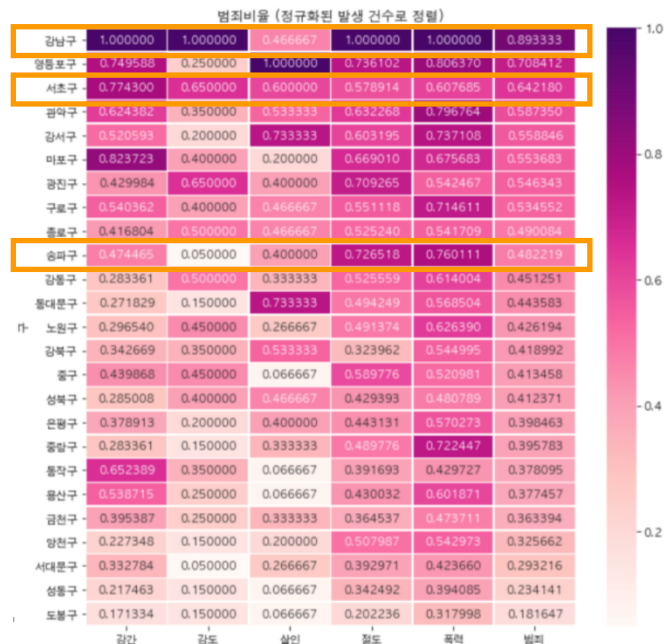 범죄비율 (정규화된 발생 건수로 정렬)
강남구 - 1.000000 1.000000 0.466667 1.000000 1.000000 0.893333
영등포구 - 0.749588 0.250000 1.000000 0.736102 0.806370 0.708412
서초구 - 0.774300 0.650000 0.600000 0.578914 0.607685 0.642180
관악구 - 0.624382 0.350000 0.533333 0.632268 0.796764 0.587350
강서구 - 0.520593 0.200000 0.733333 0.603195 0.737108 0.558846
마포구 - 0.823723 0.400000 0.200000 0.669010 0.675683 0.553683
광진구 - 0.429984 0.650000 0.400000 0.709265 0.542467 0.546343
구로구 - 0.540362 0.400000 0.466667 0.551118 0.714611 0.534552
종로구 - 0.416804 0.500000 0.466667 0.525240 0.541709 0.490084
송파구 - 0.474465 0.050000 0.400000 0.726518 0.760111 0.482219
강동구 - 0.283361 0.500000 0.333333 0.525559 0.614004 0.451251
동대문구 - 0.271829 0.150000 0.733333 0.494249 0.568504 0.443583
구
노원구 - 0.296540 0.450000 0.266667 0.491374 0.626390 0.426194
강북구 - 0.342669 0.350000 0.533333 0.323962 0.544995 0.418992
중구 - 0.439868 0.450000 0.066667 0.589776 0.520981 0.413458
성북구 - 0.285008 0.400000 0.466667 0.429393 0.480789 0.412371
은평구 - 0.378913 0.200000 0.400000 0.443131 0.570273 0.398463
중랑구 - 0.283361 0.150000 0.333333 0.489776 0.722447 0.395783
동작구 - 0.652389 0.350000 0.066667 0.391693 0.429727 0.378095
용산구 - 0.538715 0.250000 0.066667 0.430032 0.601871 0.377457
금천구 - 0.395387 0.250000 0.333333 0.364537 0.473711 0.363394
양천구 - 0.227348 0.150000 0.200000 0.507987 0.542973 0.325662
서대문구 - 0.332784 0.050000 0.266667 0.392971 0.423660 0.293216
성동구 - 0.217463 0.150000 0.066667 0.342492 0.394085 0.234141
도봉구 - 0.171334 0.150000 0.066667 0.202236 0.317998 0.181647
강간 강도 살인 절도 폭력 범죄
1.0
0.8
0.6
0.4
0.2